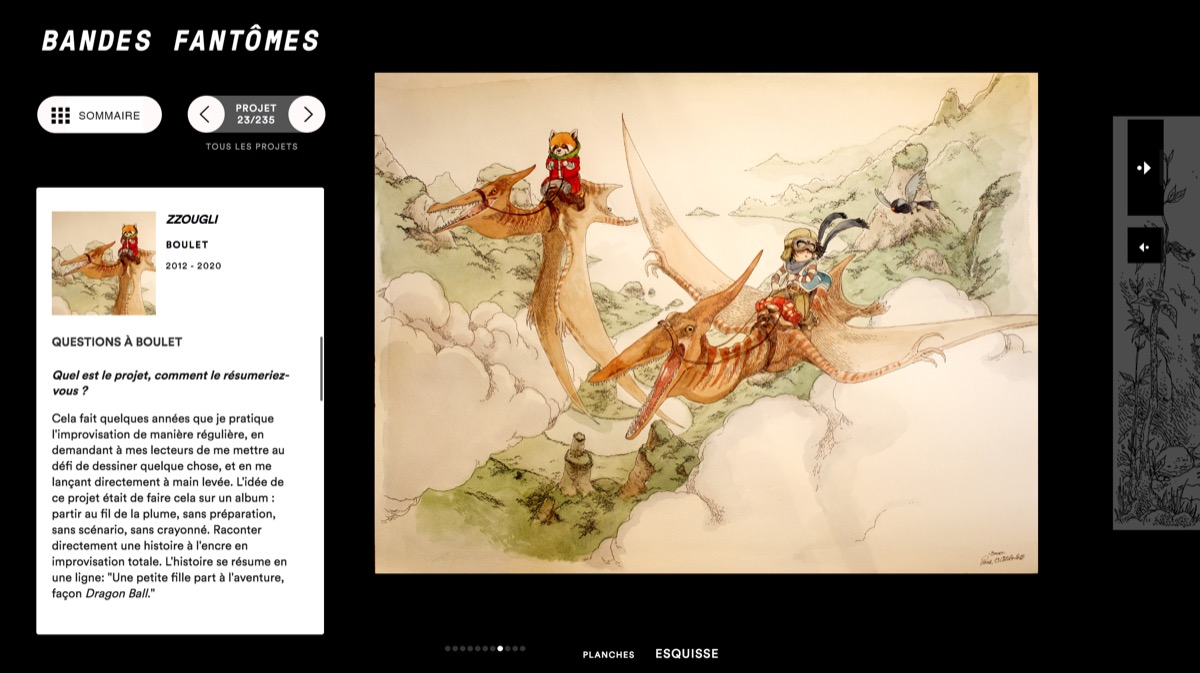 BANDES FANTÔMES
SOMMAIRE
PROJET
23/235
TOUS LES PROJETS
ZZOUGLI
BOULET
2012 - 2020
QUESTIONS À BOULET
Quel est le projet, comment le résumeriez-
vous ?
Cela fait quelques années que je pratique
l'improvisation de manière régulière, en
demandant à mes lecteurs de me mettre au
défi de dessiner quelque chose, et en me
lançant directement à main levée. L'idée de
ce projet était de faire cela sur un album :
partir au fil de la plume, sans préparation,
sans scénario, sans crayonné. Raconter
directement une histoire à l'encre en
improvisation totale. L'histoire se résume en
une ligne: "Une petite fille part à l'aventure,
façon Dragon Ball."
PLANCHES
ESQUISSE